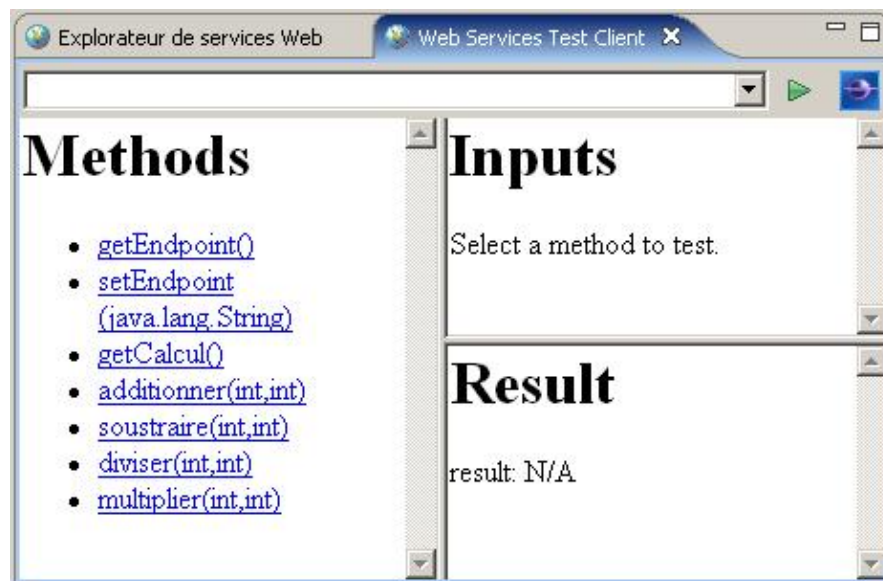 Explorateur de services Web
Web Services Test Client
Methods
getEndpoint()
setEndpoint
(java.lang.String)
getCalcul()
additionner(int,int)
soustraire(int,int)
diviser(int,int)
multiplier(int,int)
Inputs
Select a method to test.
Result
result: N/A